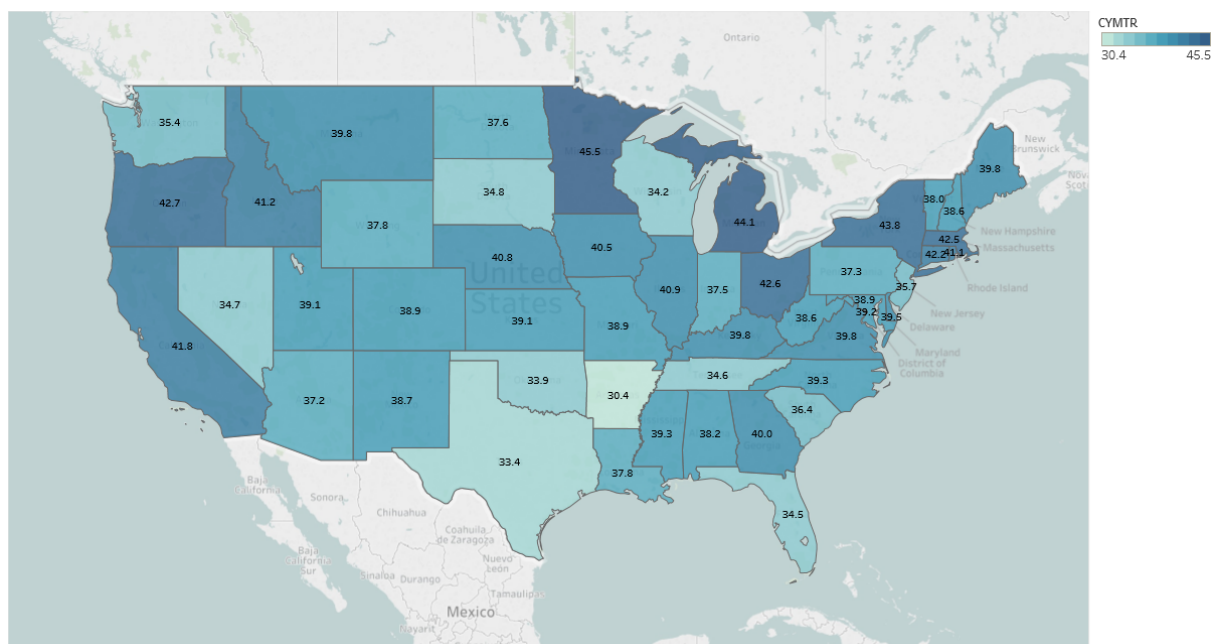 CYMTR
30.4 45.5
Ontario
New
Brunswick
Nova
35.4
39.8
37.6
45.5
34.2
44.1
39.8
42.7
41.2
34.8
43.8
38.0
38.6
New Hampshire
37.8
42.5
Massachusetts
42.2
41.1
40.5
40.8
United
States
37.3
Rhode Island
34.7
39.1
38.9
40.9
37.5
42.6
35.7
New Jersey
38.9
39.2
39.5
Delaware
39.1
38.9
38.6
41.8
39.8
39.8
Maryland
District of
Columbia
37.2
38.7
33.9
30.4
34.6
39.3
36.4
39.3
38.2
40.0
33.4
37.8
34.5
Baja
California
Sonora
Chihuahua
Coahuila
de Zaragoza
Baja
California
Sur
Nuevo
León
Sinaloa
Durango
Tamaulipas
Mexico
Nayarit